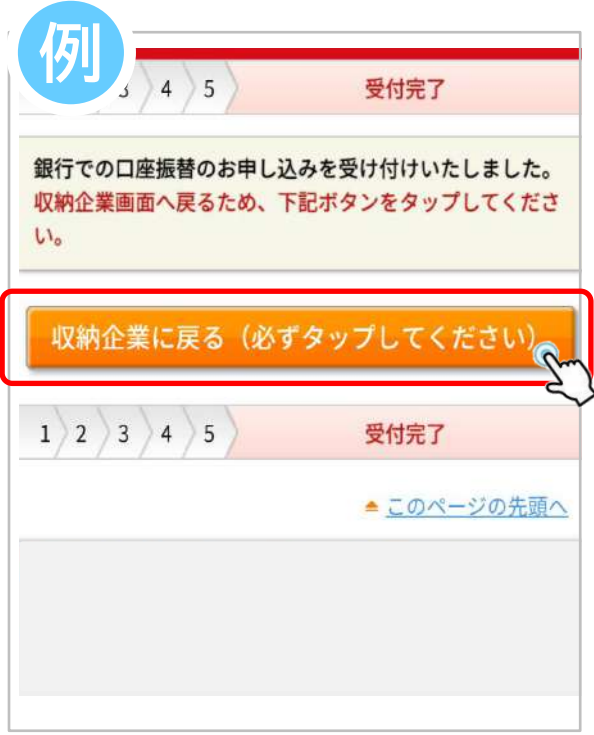 例
3 4 5 受付完了
銀行での口座振替のお申し込みを受け付けいたしました。
収納企業画面へ戻るため、下記ボタンをタップしてくださ
い。
収納企業に戻る（必ずタップしてください）
1 2 3 4 5 受付完了
このページの先頭へ